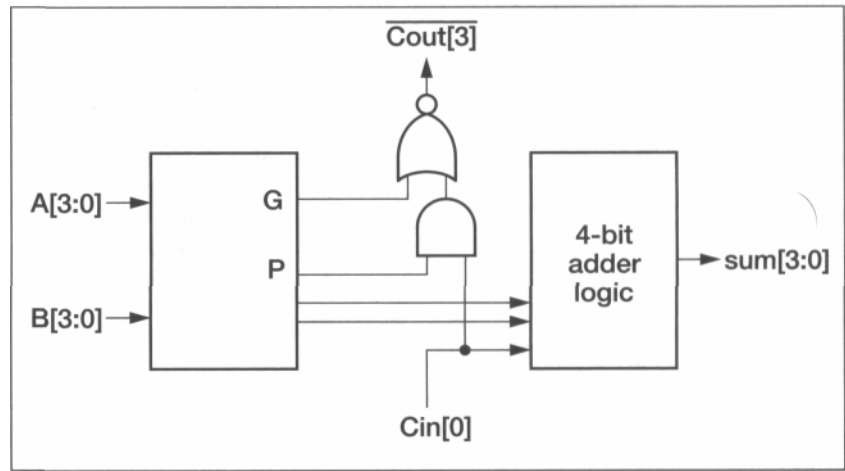 Cout[3]
A[3:0]
G
4-bit
adder
logic
sum[3:0]
P
B[3:0]
Cin[0]